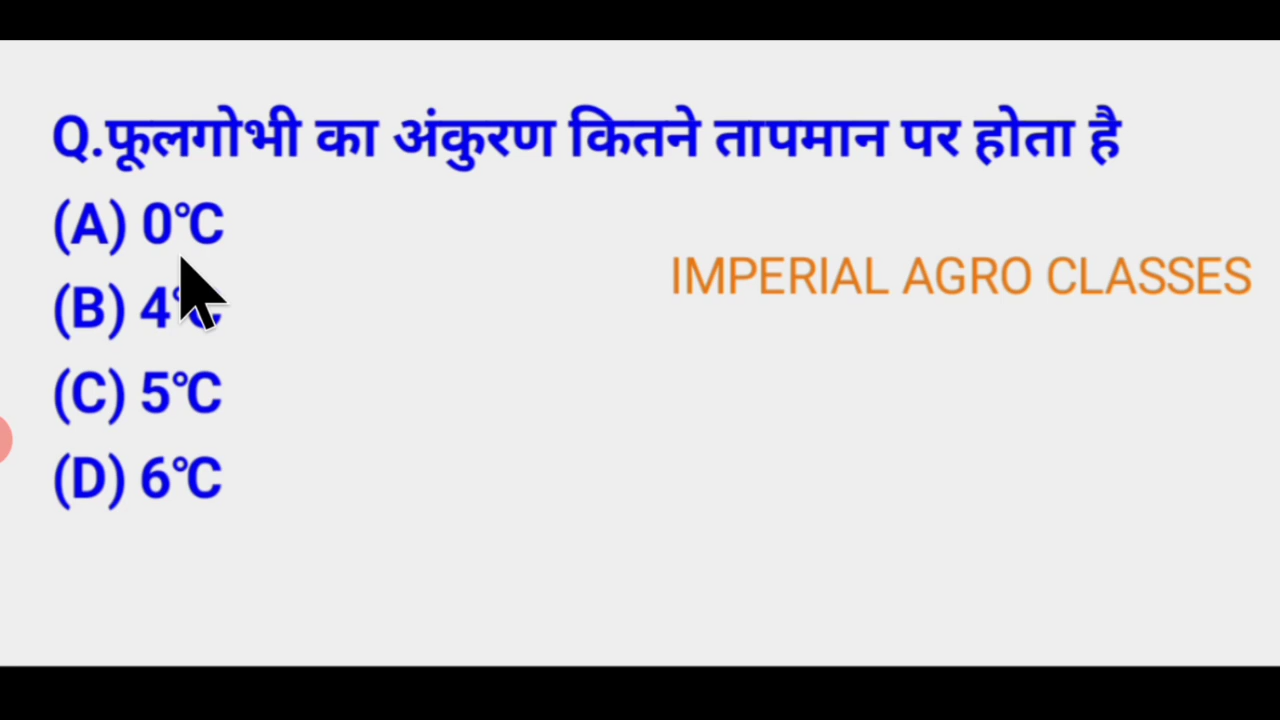 Q.फूलगोभी का अंकुरण कितने तापमान पर होता है
(A) 0℃
IMPERIAL AGRO CLASSES
(B) 4℃
(C) 5℃
(D) 6℃